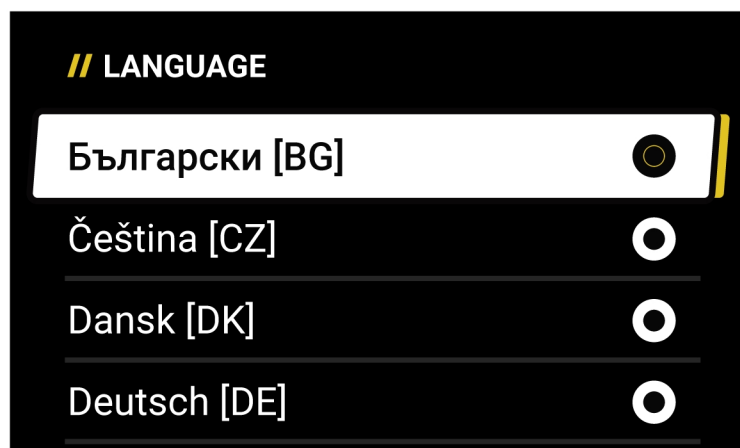 // LANGUAGE
Български [BG]
Čeština [CZ]
Dansk [DK]
Deutsch [DE]